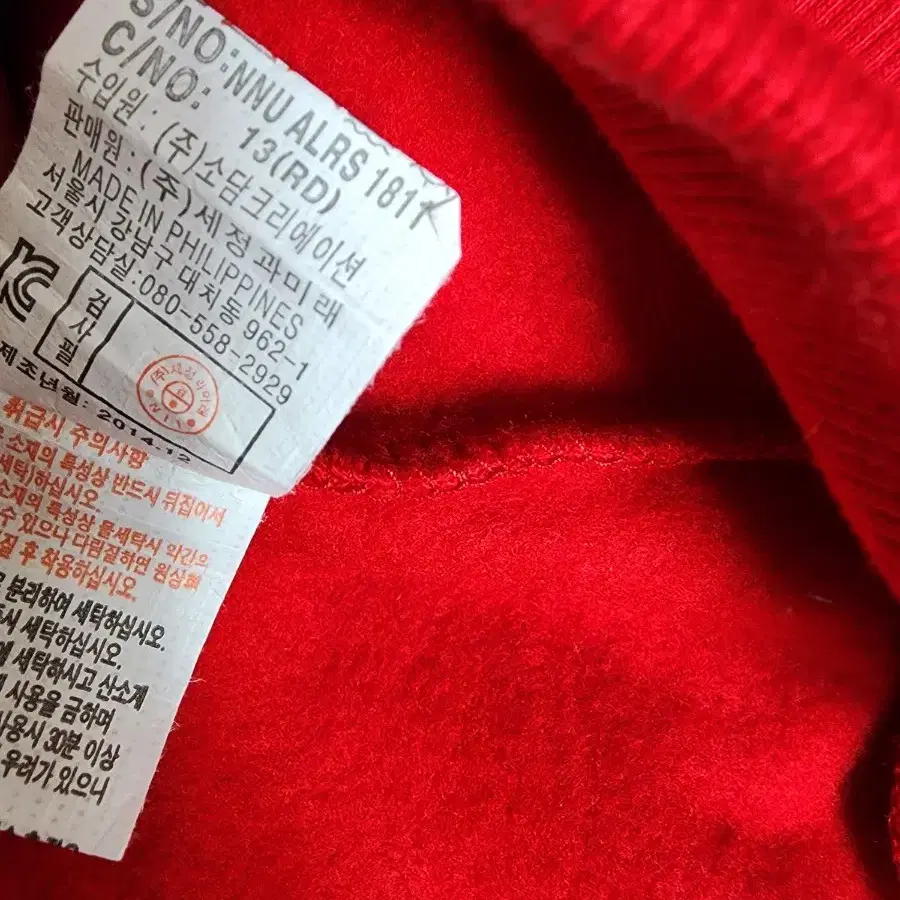 S/NO: NNU ALRS 1811
C/NO: 13(RD)
수입원 : (주)소담크리에이션
판매원 : (주)세정과미래
MADE IN PHILIPPINES
서울시 강남구 대치동 962-1
고객상담실:080-558-2929
검사필
제조년월: 2014.12
취급시 주의사항
소재의 특성상 반드시 뒤집어서
세탁하십시오.
소재의 특성상 물세탁시 약간의
수 있으나 다림질하면 원상회
질 후 착용하십시오.
분리하여 세탁하십시오.
시 세탁하십시오.
세탁하시고 산소계
사용을 금하며
사용시 30분 이상
우려가 있으니